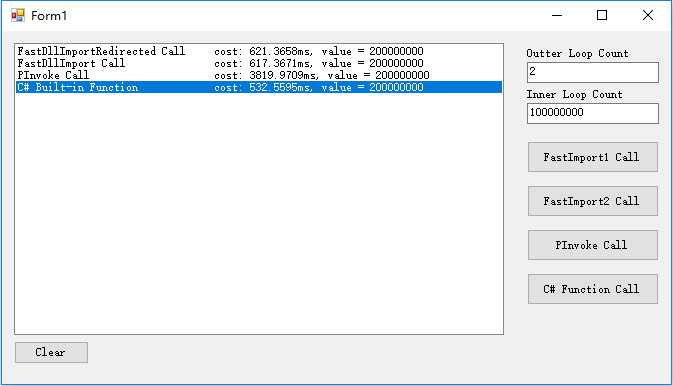 Form1
FastDllImportRedirected Call cost: 621.3658ms, value = 200000000
FastDllImport Call cost: 617.3671ms, value = 200000000
PInvoke Call cost: 3819.9709ms, value = 200000000
C# Built-in Function cost: 532.5595ms, value = 200000000
Outter Loop Count
2
Inner Loop Count
100000000
FastImport1 Call
FastImport2 Call
PInvoke Call
C# Function Call
Clear